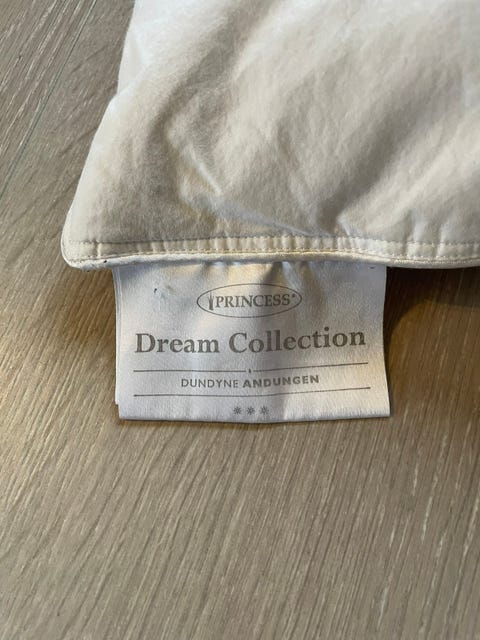 PRINCESS®
Dream Collection
DUNDYNE ANDUNGEN
***